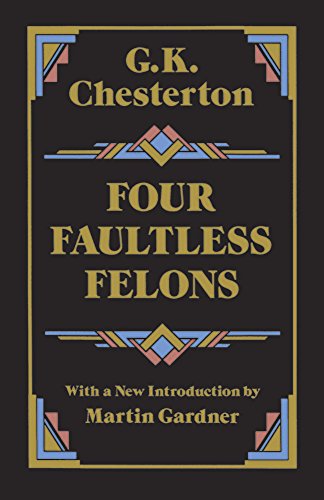 G.K.
Chesterton
FOUR
FAULTLESS
FELONS
With a New Introduction by
Martin Gardner